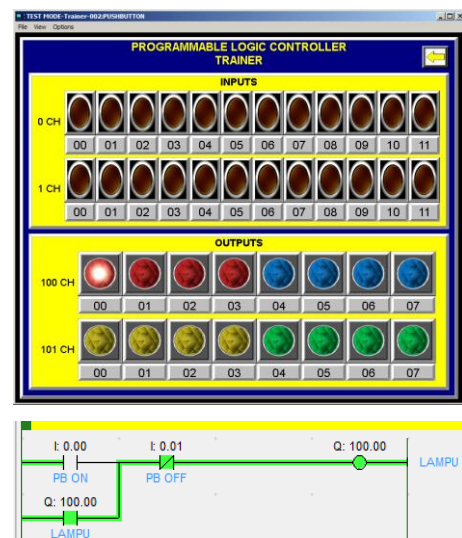 TEST MODE-Trainer-002:PUSHBUTTON
File View Options
PROGRAMMABLE LOGIC CONTROLLER
TRAINER
INPUTS
0 CH
00 01 02 03 04 05 06 07 08 09 10 11
1 CH
00 01 02 03 04 05 06 07 08 09 10 11
OUTPUTS
100 CH
00 01 02 03 04 05 06 07
101 CH
00 01 02 03 04 05 06 07
I: 0.00 I: 0.01 Q: 100.00
PB ON PB OFF LAMPU
Q: 100.00
LAMPU